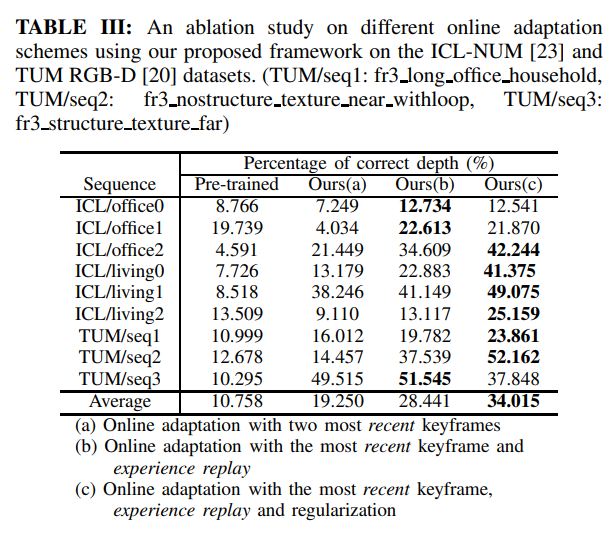 TABLE III: An ablation study on different online adaptation
schemes using our proposed framework on the ICL-NUM [23] and
TUM RGB-D [20] datasets. (TUM/seq1: fr3_long_office_household,
TUM/seq2: fr3_nostructure_texture_near_withloop, TUM/seq3:
fr3_structure_texture_far)
Percentage of correct depth (%)
Sequence Pre-trained Ours(a) Ours(b) Ours(c)
ICL/office0 8.766 7.249 12.734 12.541
ICL/office1 19.739 4.034 22.613 21.870
ICL/office2 4.591 21.449 34.609 42.244
ICL/living0 7.726 13.179 22.883 41.375
ICL/living1 8.518 38.246 41.149 49.075
ICL/living2 13.509 9.110 13.117 25.159
TUM/seq1 10.999 16.012 19.782 23.861
TUM/seq2 12.678 14.457 37.539 52.162
TUM/seq3 10.295 49.515 51.545 37.848
Average 10.758 19.250 28.441 34.015
(a) Online adaptation with two most recent keyframes
(b) Online adaptation with the most recent keyframe and
experience replay
(c) Online adaptation with the most recent keyframe,
experience replay and regularization